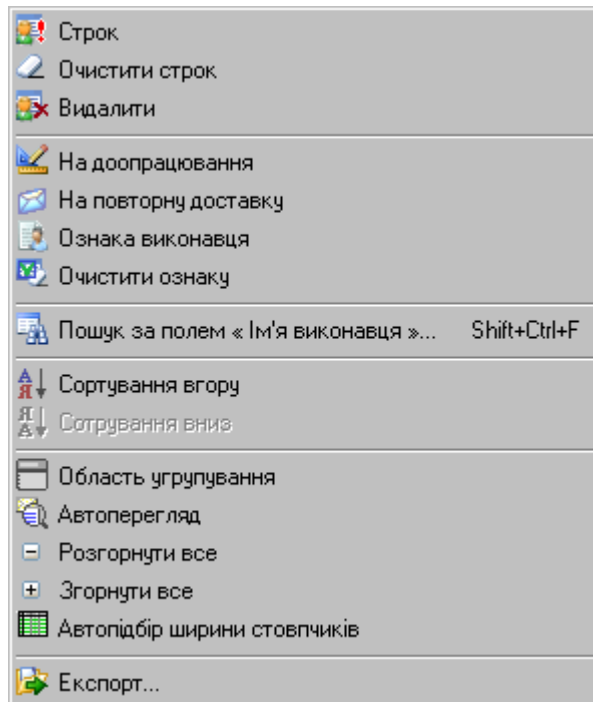 Строк
Очистити строк
Видалити
На доопрацювання
На повторну доставку
Ознака виконавця
Очистити ознаку
Пошук за полем « Ім'я виконавця »... Shift+Ctrl+F
Сортування вгору
Сотрування вниз
Область угрупування
Автоперегляд
Розгорнути все
Згорнути все
Автопідбір ширини стовпчиків
Експорт...